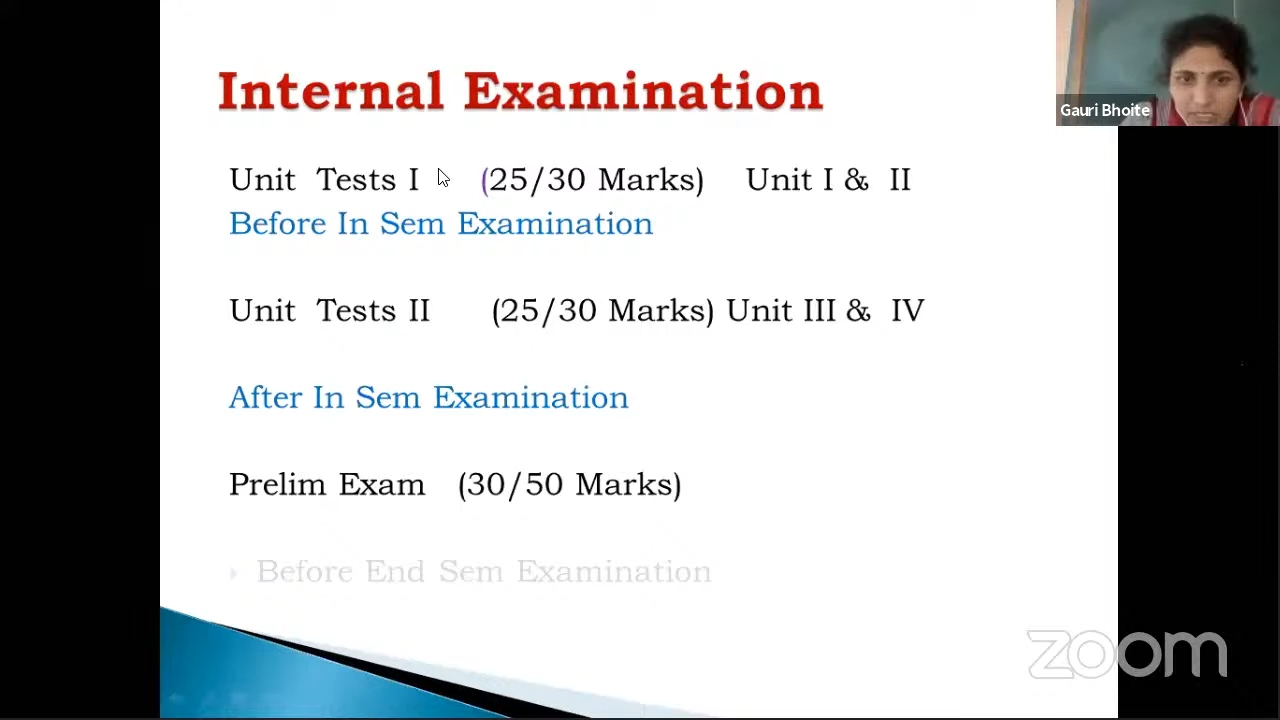 Internal Examination
Gauri Bhoite
Unit Tests I (25/30 Marks) Unit I & II
Before In Sem Examination
Unit Tests II (25/30 Marks) Unit III & IV
After In Sem Examination
Prelim Exam (30/50 Marks)
Before End Sem Examination
zoom